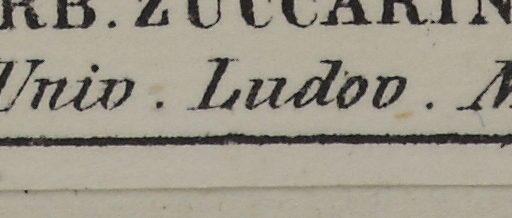 RB. ZUCCARIN
Univ. Ludov. M